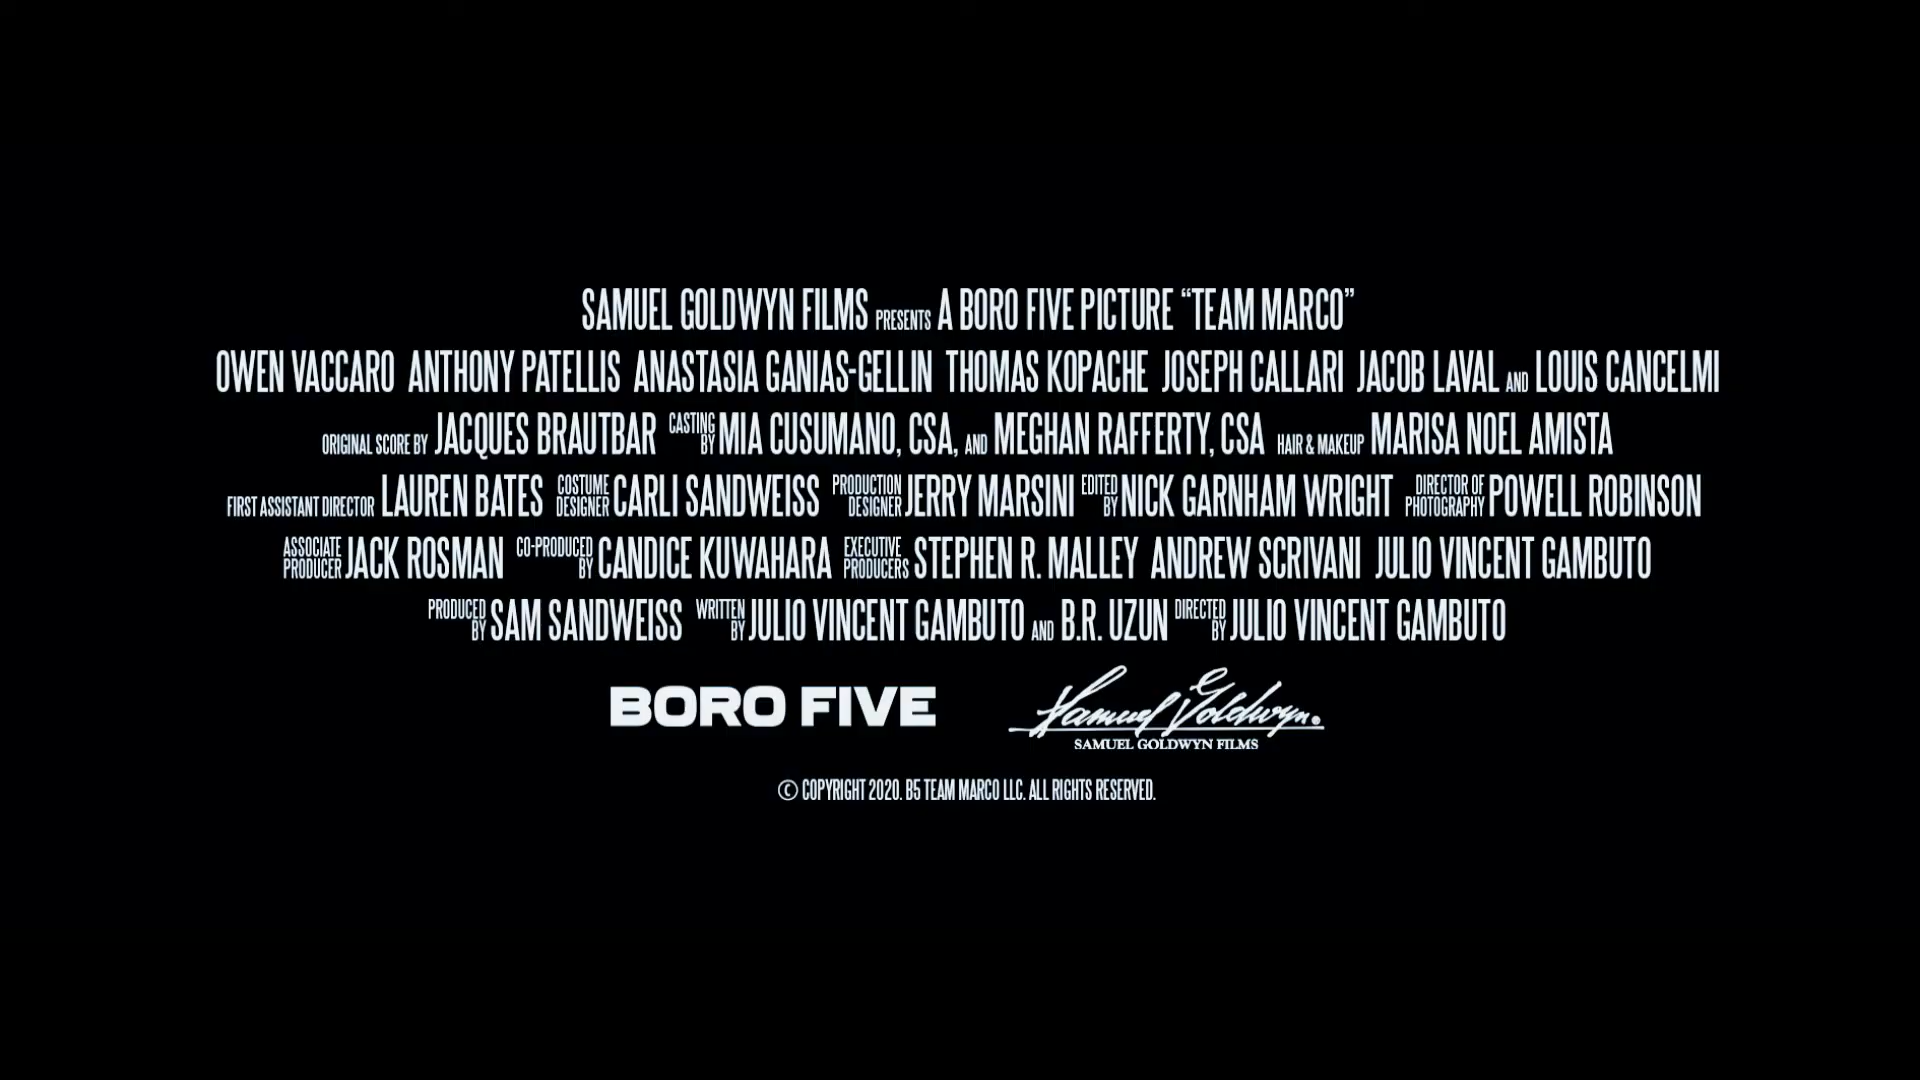 SAMUEL GOLDWYN FILMS PRESENTS A BORO FIVE PICTURE “TEAM MARCO”
OWEN VACCARO ANTHONY PATELLIS ANASTASIA GANIAS-GELLIN THOMAS KOPACHE JOSEPH CALLARI JACOB LAVAL AND LOUIS CANCELMI
ORIGINAL SCORE BY JACQUES BRAUTBAR CASTING BY MIA CUSUMANO, CSA, AND MEGHAN RAFFERTY, CSA HAIR & MAKEUP MARISA NOEL AMISTA
FIRST ASSISTANT DIRECTOR LAUREN BATES COSTUME DESIGNER CARLI SANDWEISS PRODUCTION DESIGNER JERRY MARSINI EDITED BY NICK GARNHAM WRIGHT DIRECTOR OF PHOTOGRAPHY POWELL ROBINSON
ASSOCIATE PRODUCER JACK ROSMAN CO-PRODUCED BY CANDICE KUWAHARA EXECUTIVE PRODUCERS STEPHEN R. MALLEY ANDREW SCRIVANI JULIO VINCENT GAMBUTO
PRODUCED BY SAM SANDWEISS WRITTEN BY JULIO VINCENT GAMBUTO AND B.R. UZUN DIRECTED BY JULIO VINCENT GAMBUTO
BORO FIVE Samuel Goldwyn.
SAMUEL GOLDWYN FILMS
© COPYRIGHT 2020. B5 TEAM MARCO LLC. ALL RIGHTS RESERVED.